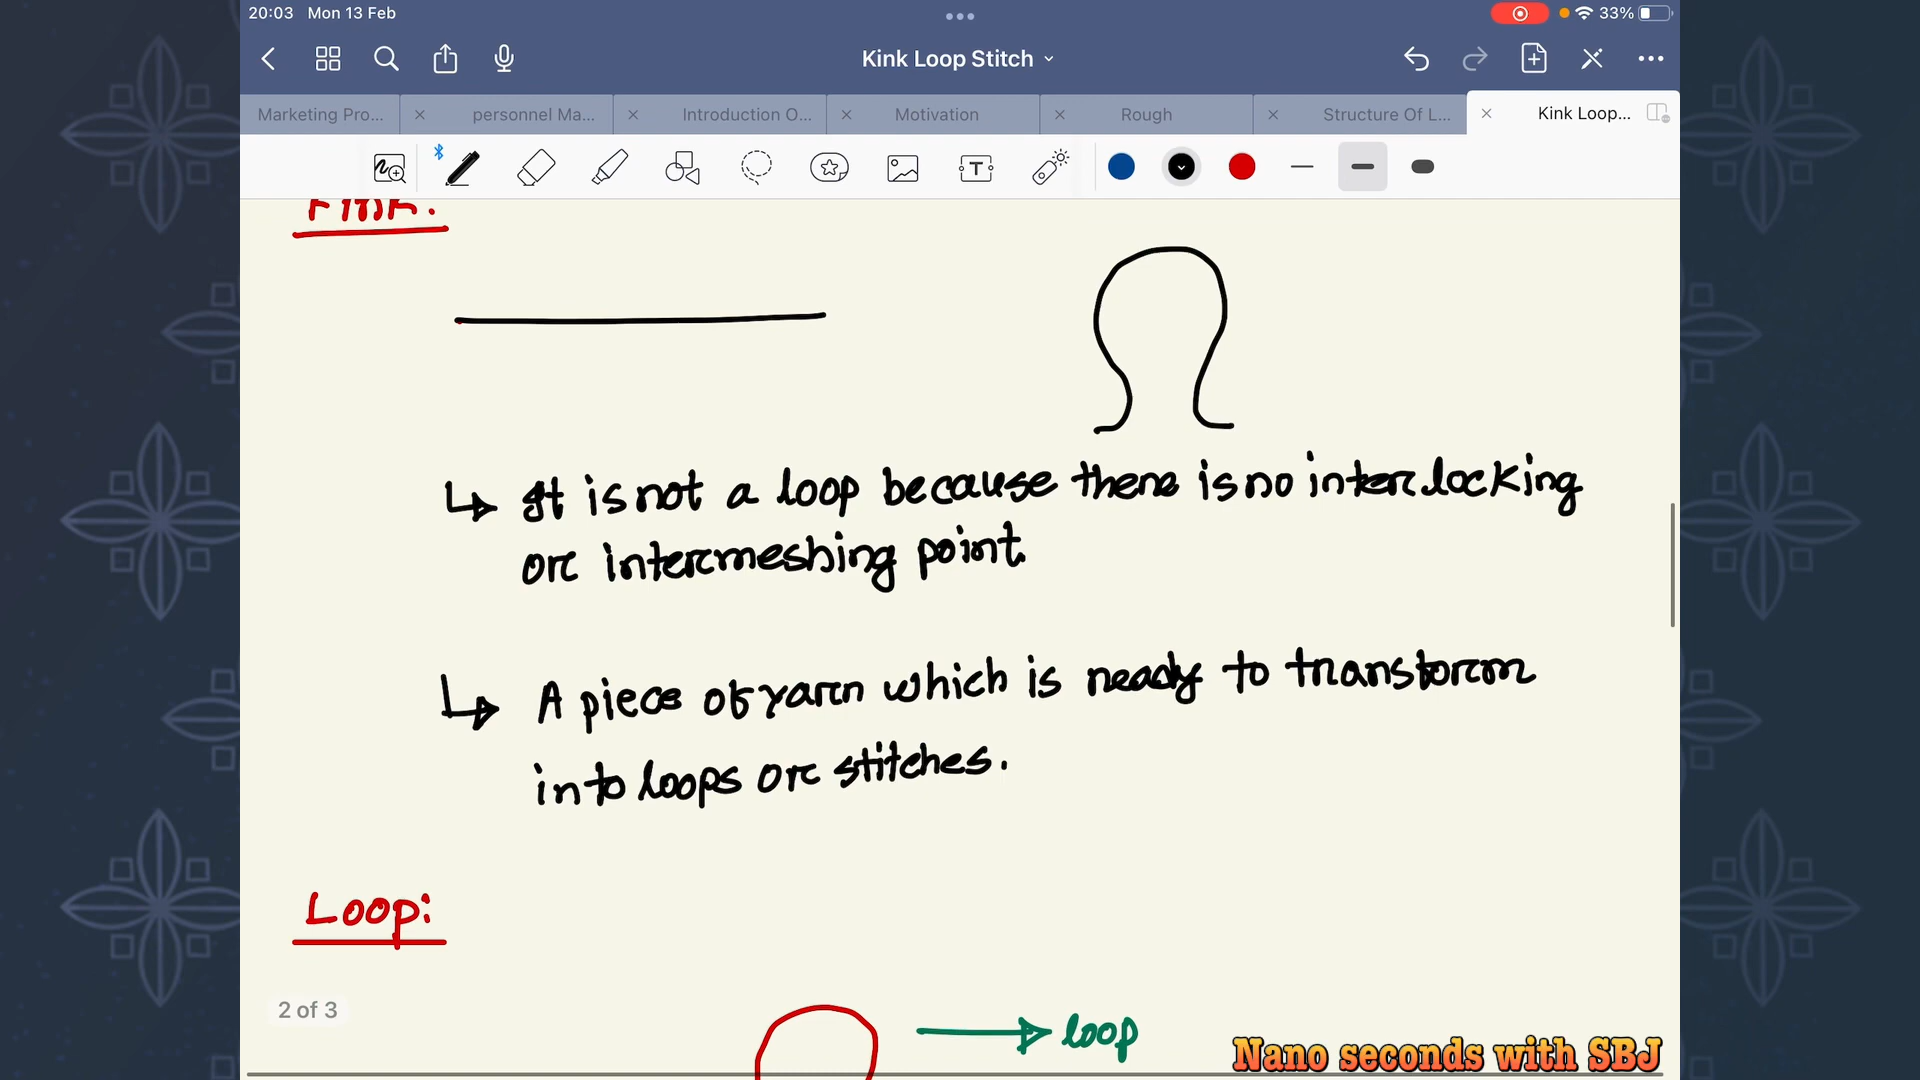 20:03 Mon 13 Feb
33%
Kink Loop Stitch
Marketing Pro...
personnel Ma...
Introduction O...
Motivation
Rough
Structure Of L...
Kink Loop...
T
It is not a loop because there is no interlocking
or intermeshing point.
A piece of yarn which is ready to transform
into loops or stitches.
Loop:
2 of 3
loop
Nano seconds with SBJ